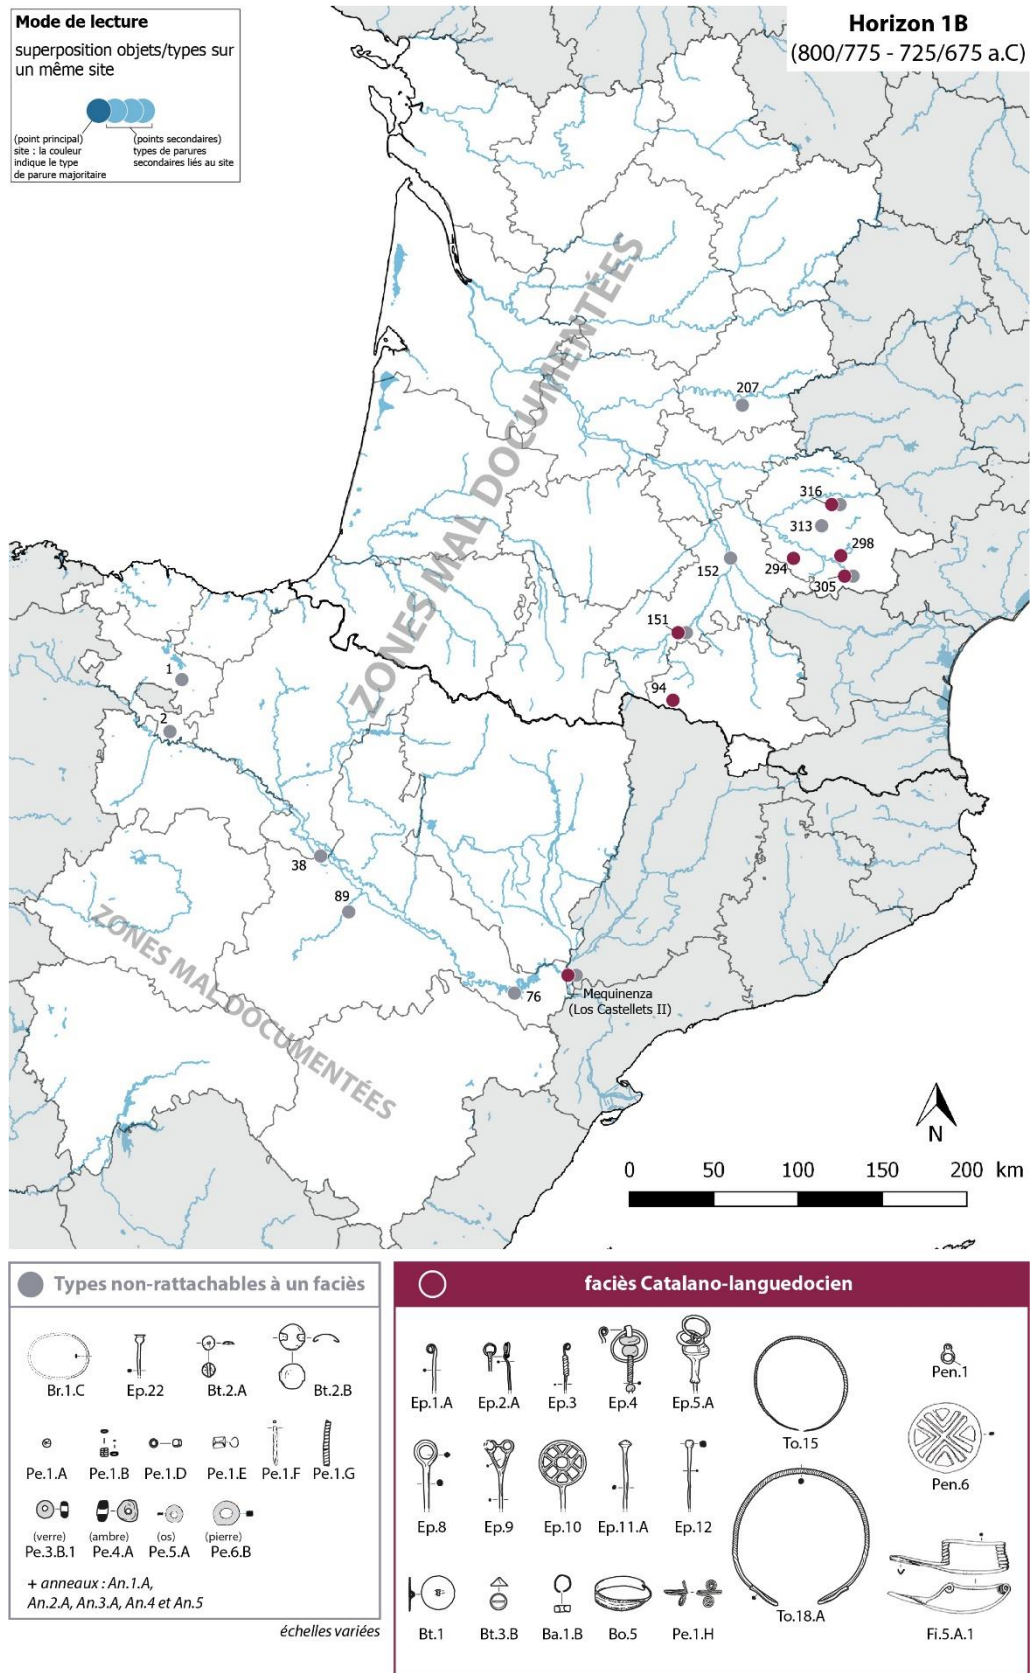 Mode de lecture
superposition objets/types sur
un même site
(point principal)
site : la couleur
indique le type
de parure majoritaire
(points secondaires)
types de parures
secondaires liés au site
Horizon 1B
(800/775 - 725/675 a.C)
ZONES MAL DOCUMENTÉES
207
316
313
298
294
152
305
151
94
1
2
38
89
76
Mequinenza
(Los Castellets II)
ZONES MAL DOCUMENTÉES
N
0 50 100 150 200 km
Types non-rattachables à un faciès
Br.1.C Ep.22 Bt.2.A Bt.2.B
Pe.1.A Pe.1.B Pe.1.D Pe.1.E Pe.1.F Pe.1.G
(verre) (ambre) (os) (pierre)
Pe.3.B.1 Pe.4.A Pe.5.A Pe.6.B
+ anneaux : An.1.A,
An.2.A, An.3.A, An.4 et An.5
échelles variées
faciès Catalano-languedocien
Ep.1.A Ep.2.A Ep.3 Ep.4 Ep.5.A
To.15
Pen.1
Ep.8 Ep.9 Ep.10 Ep.11.A Ep.12
Pen.6
Bt.1 Bt.3.B Ba.1.B Bo.5 Pe.1.H
To.18.A
Fi.5.A.1